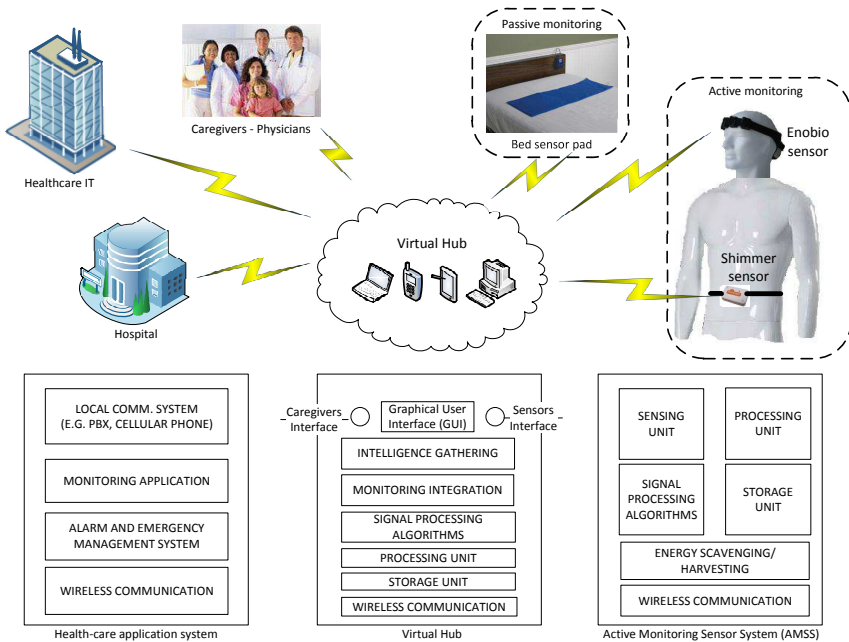 Passive monitoring
Bed sensor pad
Active monitoring
Enobio
sensor
Shimmer
sensor
Caregivers - Physicians
Healthcare IT
Virtual Hub
Hospital
LOCAL COMM. SYSTEM
(E.G. PBX, CELLULAR PHONE)
MONITORING APPLICATION
ALARM AND EMERGENCY
MANAGEMENT SYSTEM
WIRELESS COMMUNICATION
Health-care application system
Caregivers
Interface
Graphical User
Interface (GUI)
Sensors
Interface
INTELLIGENCE GATHERING
MONITORING INTEGRATION
SIGNAL PROCESSING
ALGORITHMS
PROCESSING UNIT
STORAGE UNIT
WIRELESS COMMUNICATION
Virtual Hub
SENSING
UNIT
PROCESSING
UNIT
SIGNAL
PROCESSING
ALGORITHMS
STORAGE
UNIT
ENERGY SCAVENGING/
HARVESTING
WIRELESS COMMUNICATION
Active Monitoring Sensor System (AMSS)